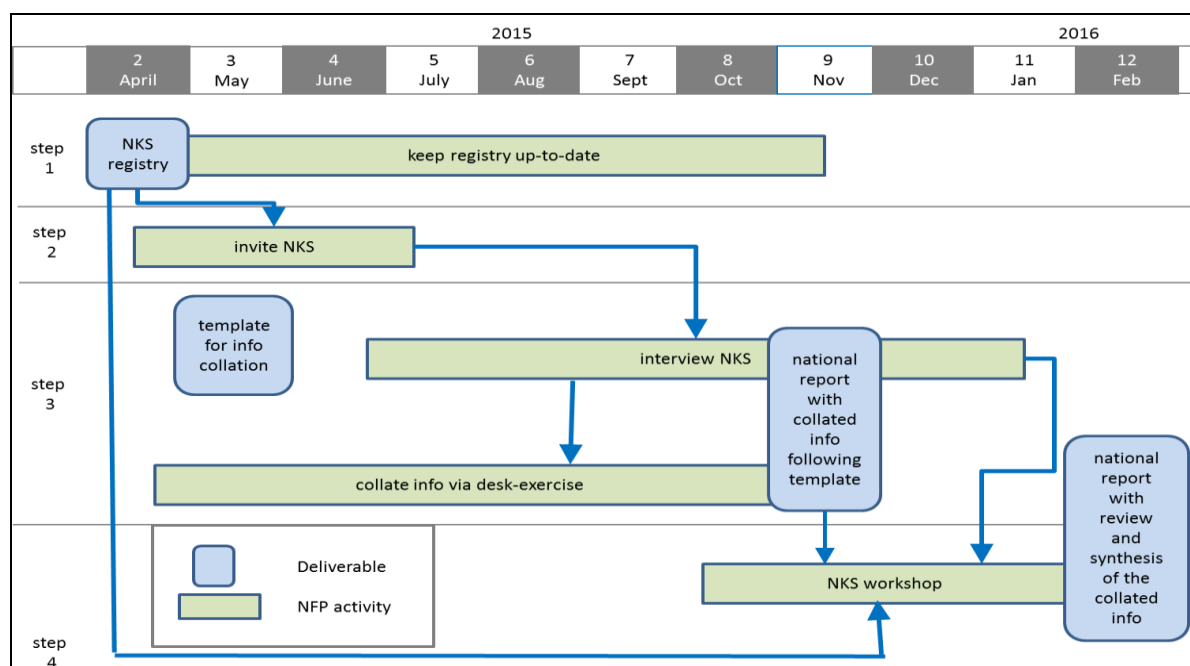 2015 2016
2 3 4 5 6 7 8 9 10 11 12
April May June July Aug Sept Oct Nov Dec Jan Feb
step
1
NKS
registry
keep registry up-to-date
step
2
invite NKS
step
3
template
for info
collation
interview NKS
national
report
with
collated
info
following
template
collate info via desk-exercise
national
report
with
review
and
synthesis
of the
collated
info
step
4
NKS workshop
Deliverable
NFP activity